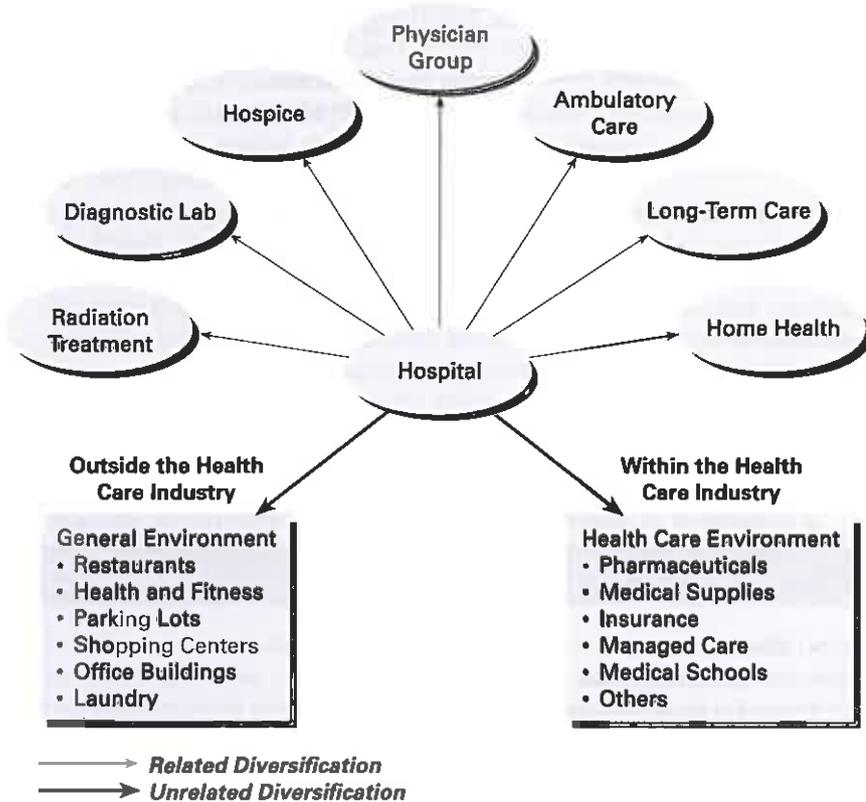 Physician
Group
Hospice
Ambulatory
Care
Diagnostic Lab
Long-Term Care
Radiation
Treatment
Home Health
Hospital
Outside the Health
Care Industry
Within the Health
Care Industry
General Environment
• Restaurants
• Health and Fitness
• Parking Lots
• Shopping Centers
• Office Buildings
• Laundry
Health Care Environment
• Pharmaceuticals
• Medical Supplies
• Insurance
• Managed Care
• Medical Schools
• Others
Related Diversification
Unrelated Diversification